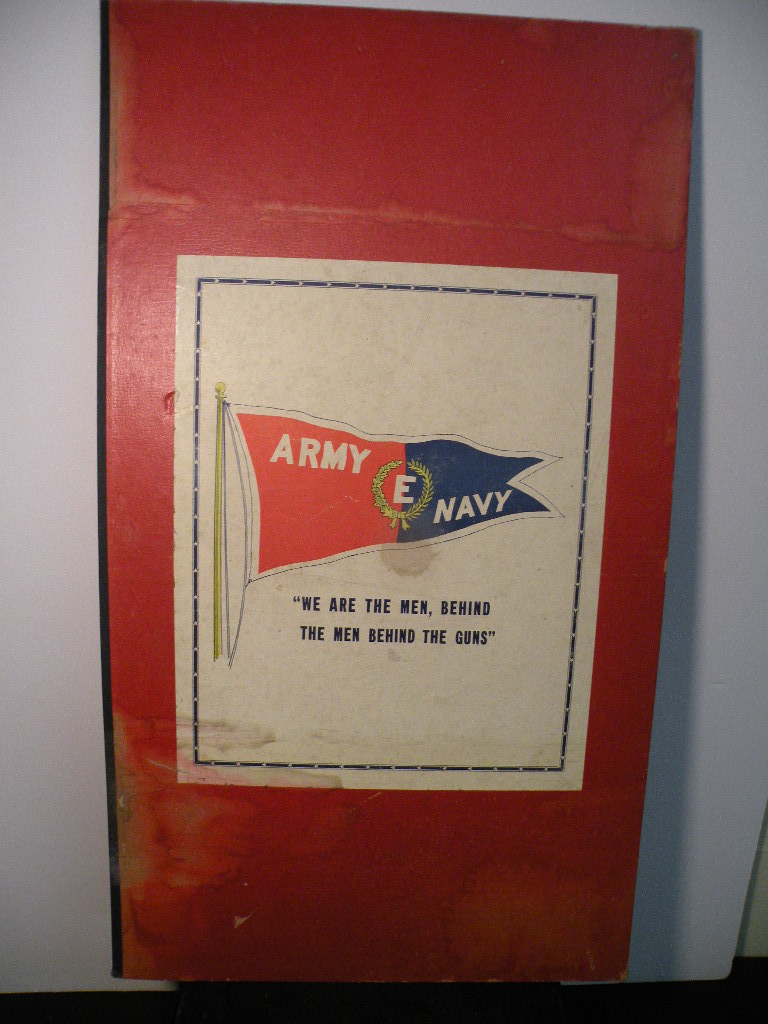 ARMY
E
NAVY
“WE ARE THE MEN, BEHIND
THE MEN BEHIND THE GUNS”